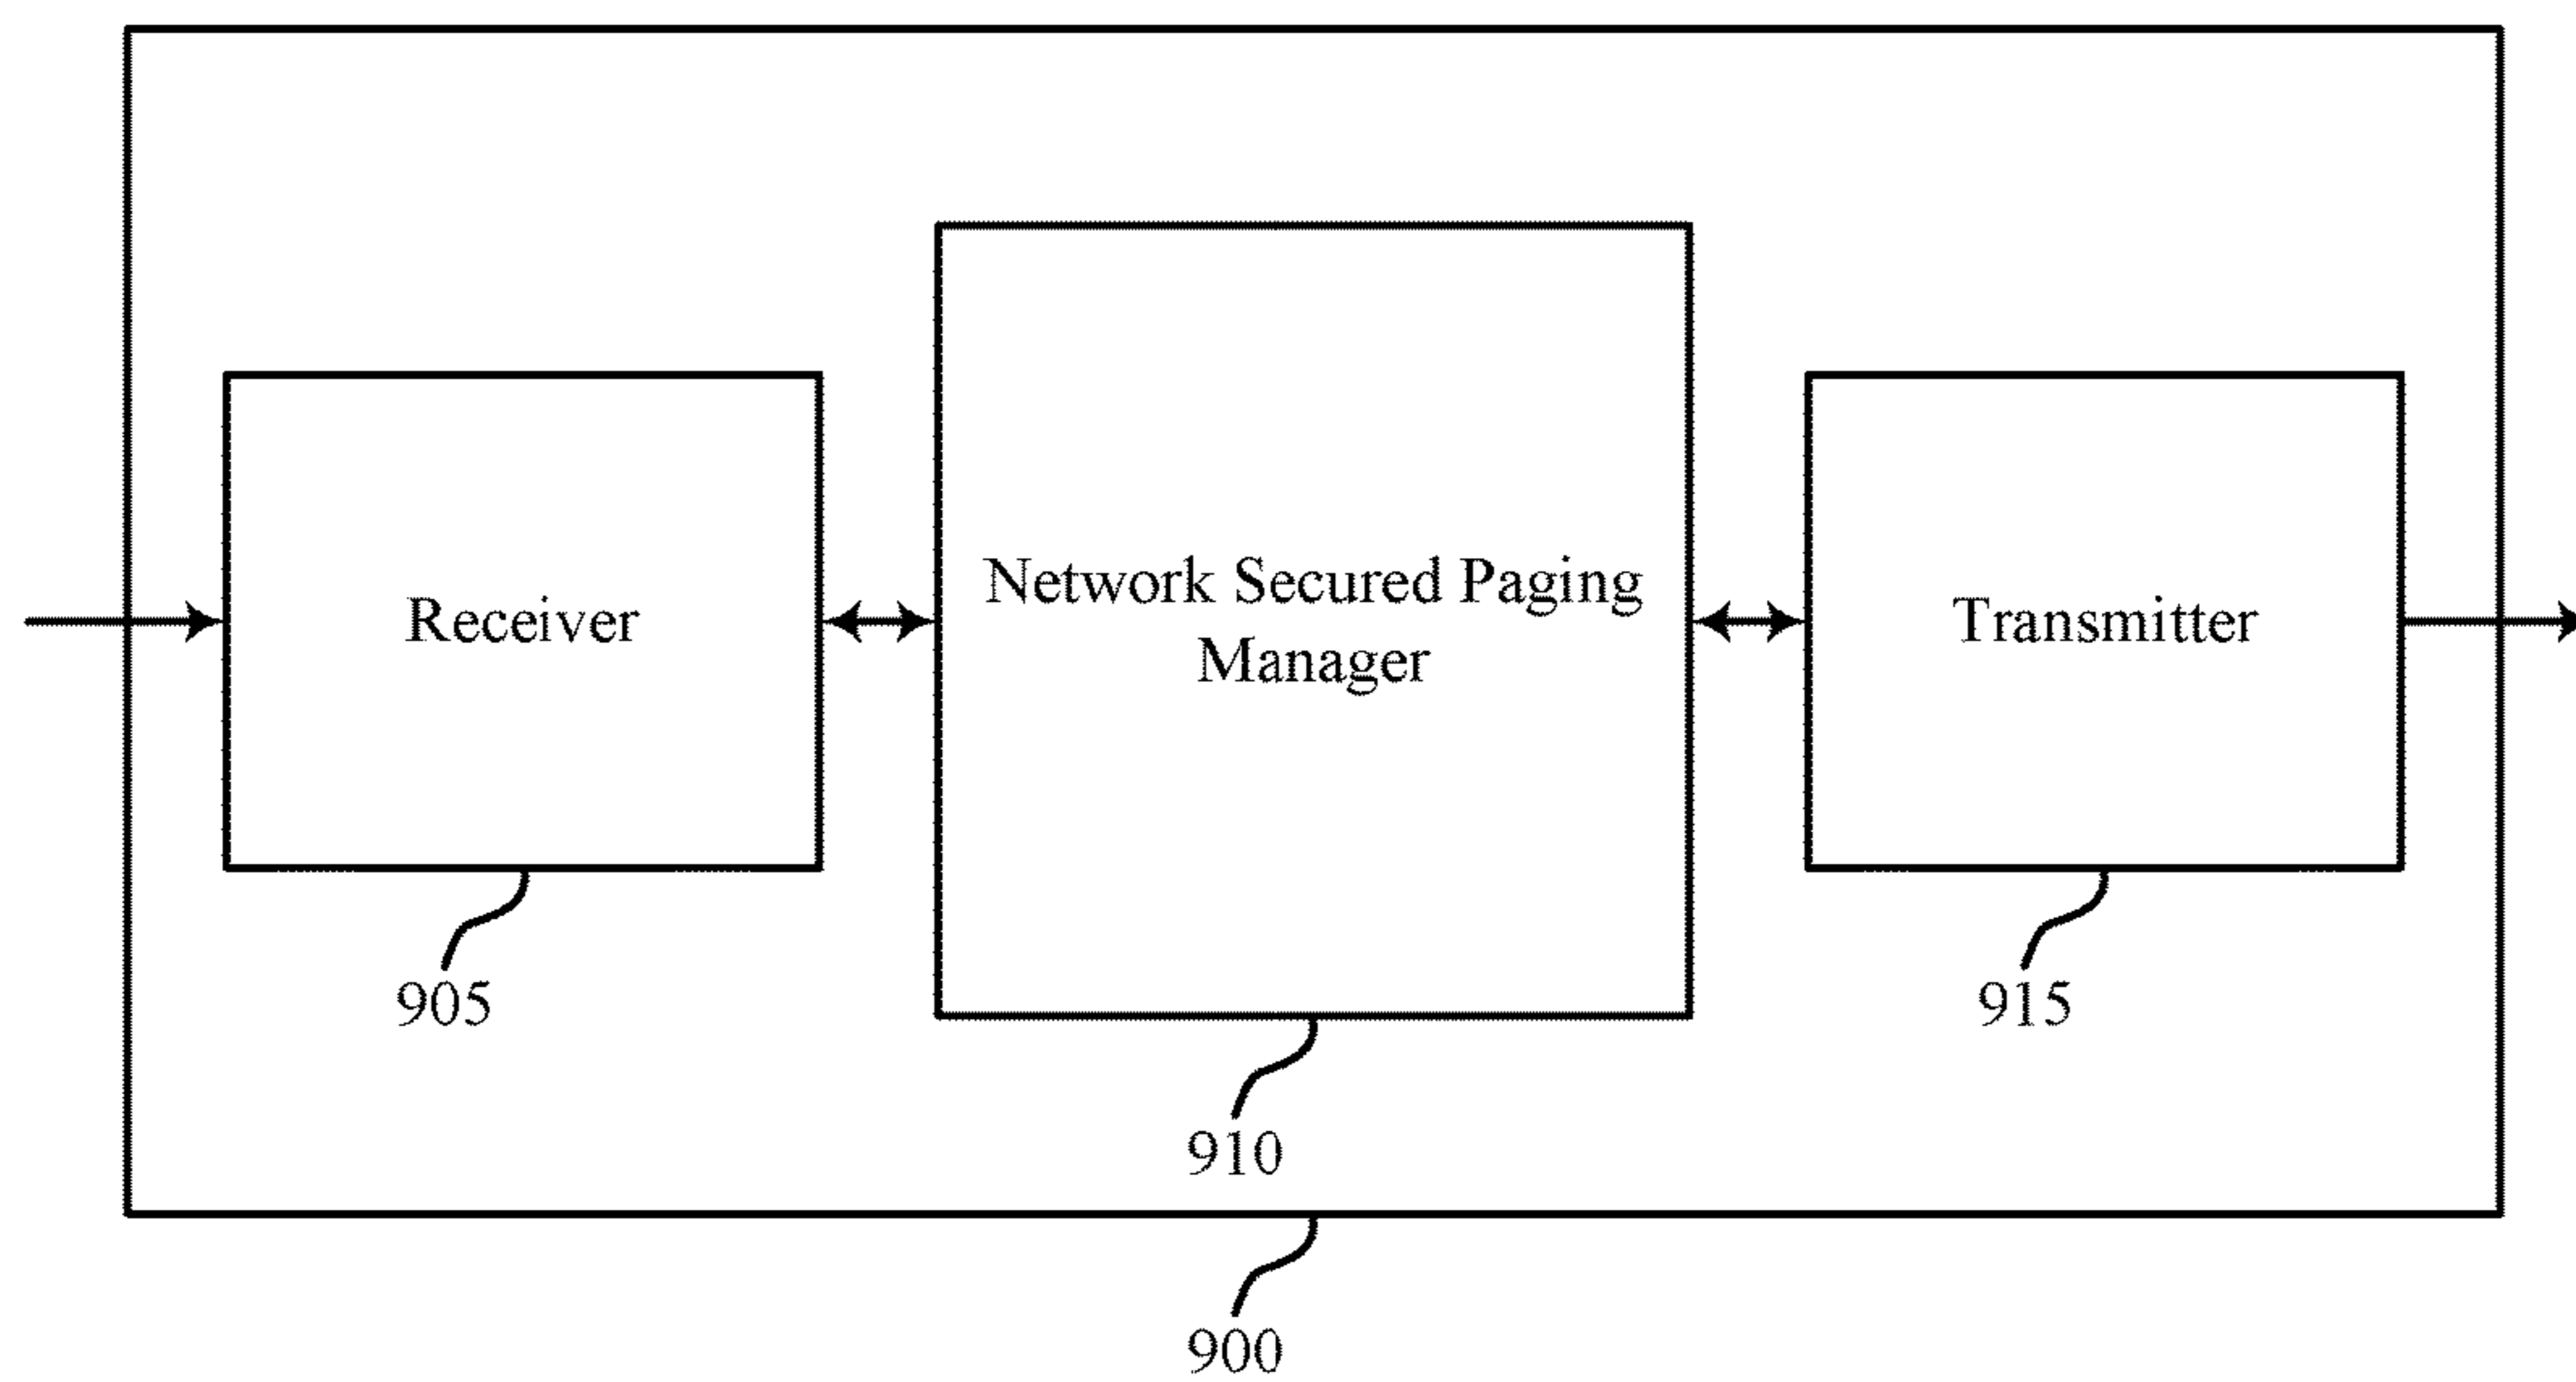 Receiver
Network Secured Paging
Manager
Transmitter
905
915
910
900